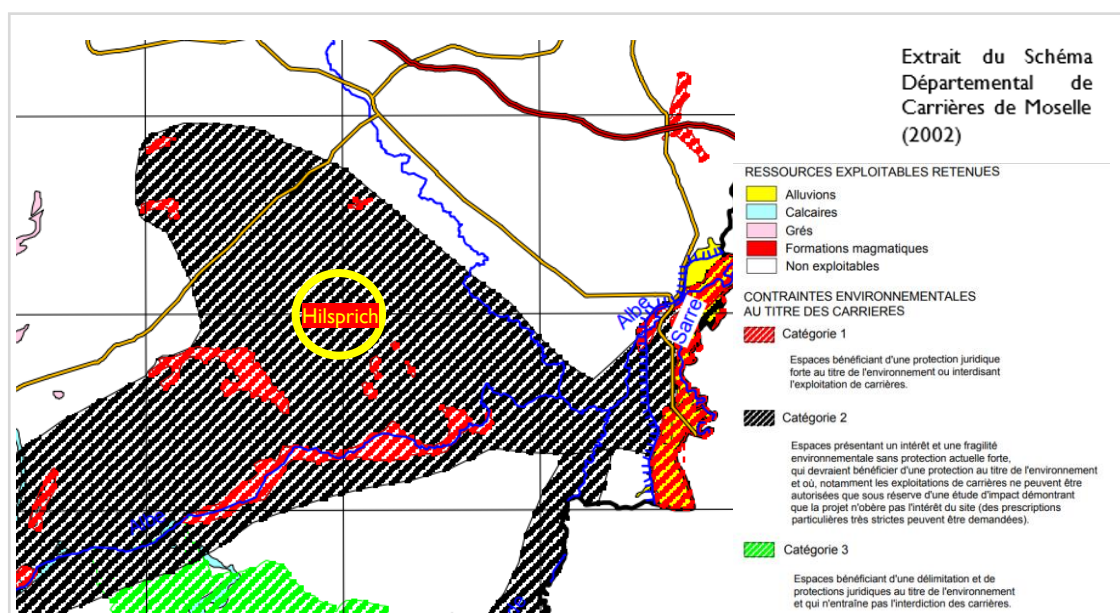 Extrait du Schéma
Départemental de
Carrières de Moselle
(2002)
RESSOURCES EXPLOITABLES RETENUES
Alluvions
Calcaires
Grés
Formations magmatiques
Non exploitables
CONTRAINTES ENVIRONNEMENTALES
AU TITRE DES CARRIERES
Catégorie 1
Espaces bénéficiant d'une protection juridique
forte au titre de l'environnement ou interdisant
l'exploitation de carrières.
Catégorie 2
Espaces présentant un intérêt et une fragilité
environnementale sans protection actuelle forte,
qui devraient bénéficier d'une protection au titre de l'environnement
et où, notamment les exploitations de carrières ne peuvent être
autorisées que sous réserve d'une étude d'impact démontrant
que la projet n'obère pas l'intérêt du site (des prescriptions
particulières très strictes peuvent être demandées).
Catégorie 3
Espaces bénéficiant d'une délimitation et de
protections juridiques au titre de l'environnement
et qui n'entraîne pas l'interdiction des carrières.
Hilsprich
Albe
Sarre
Albe